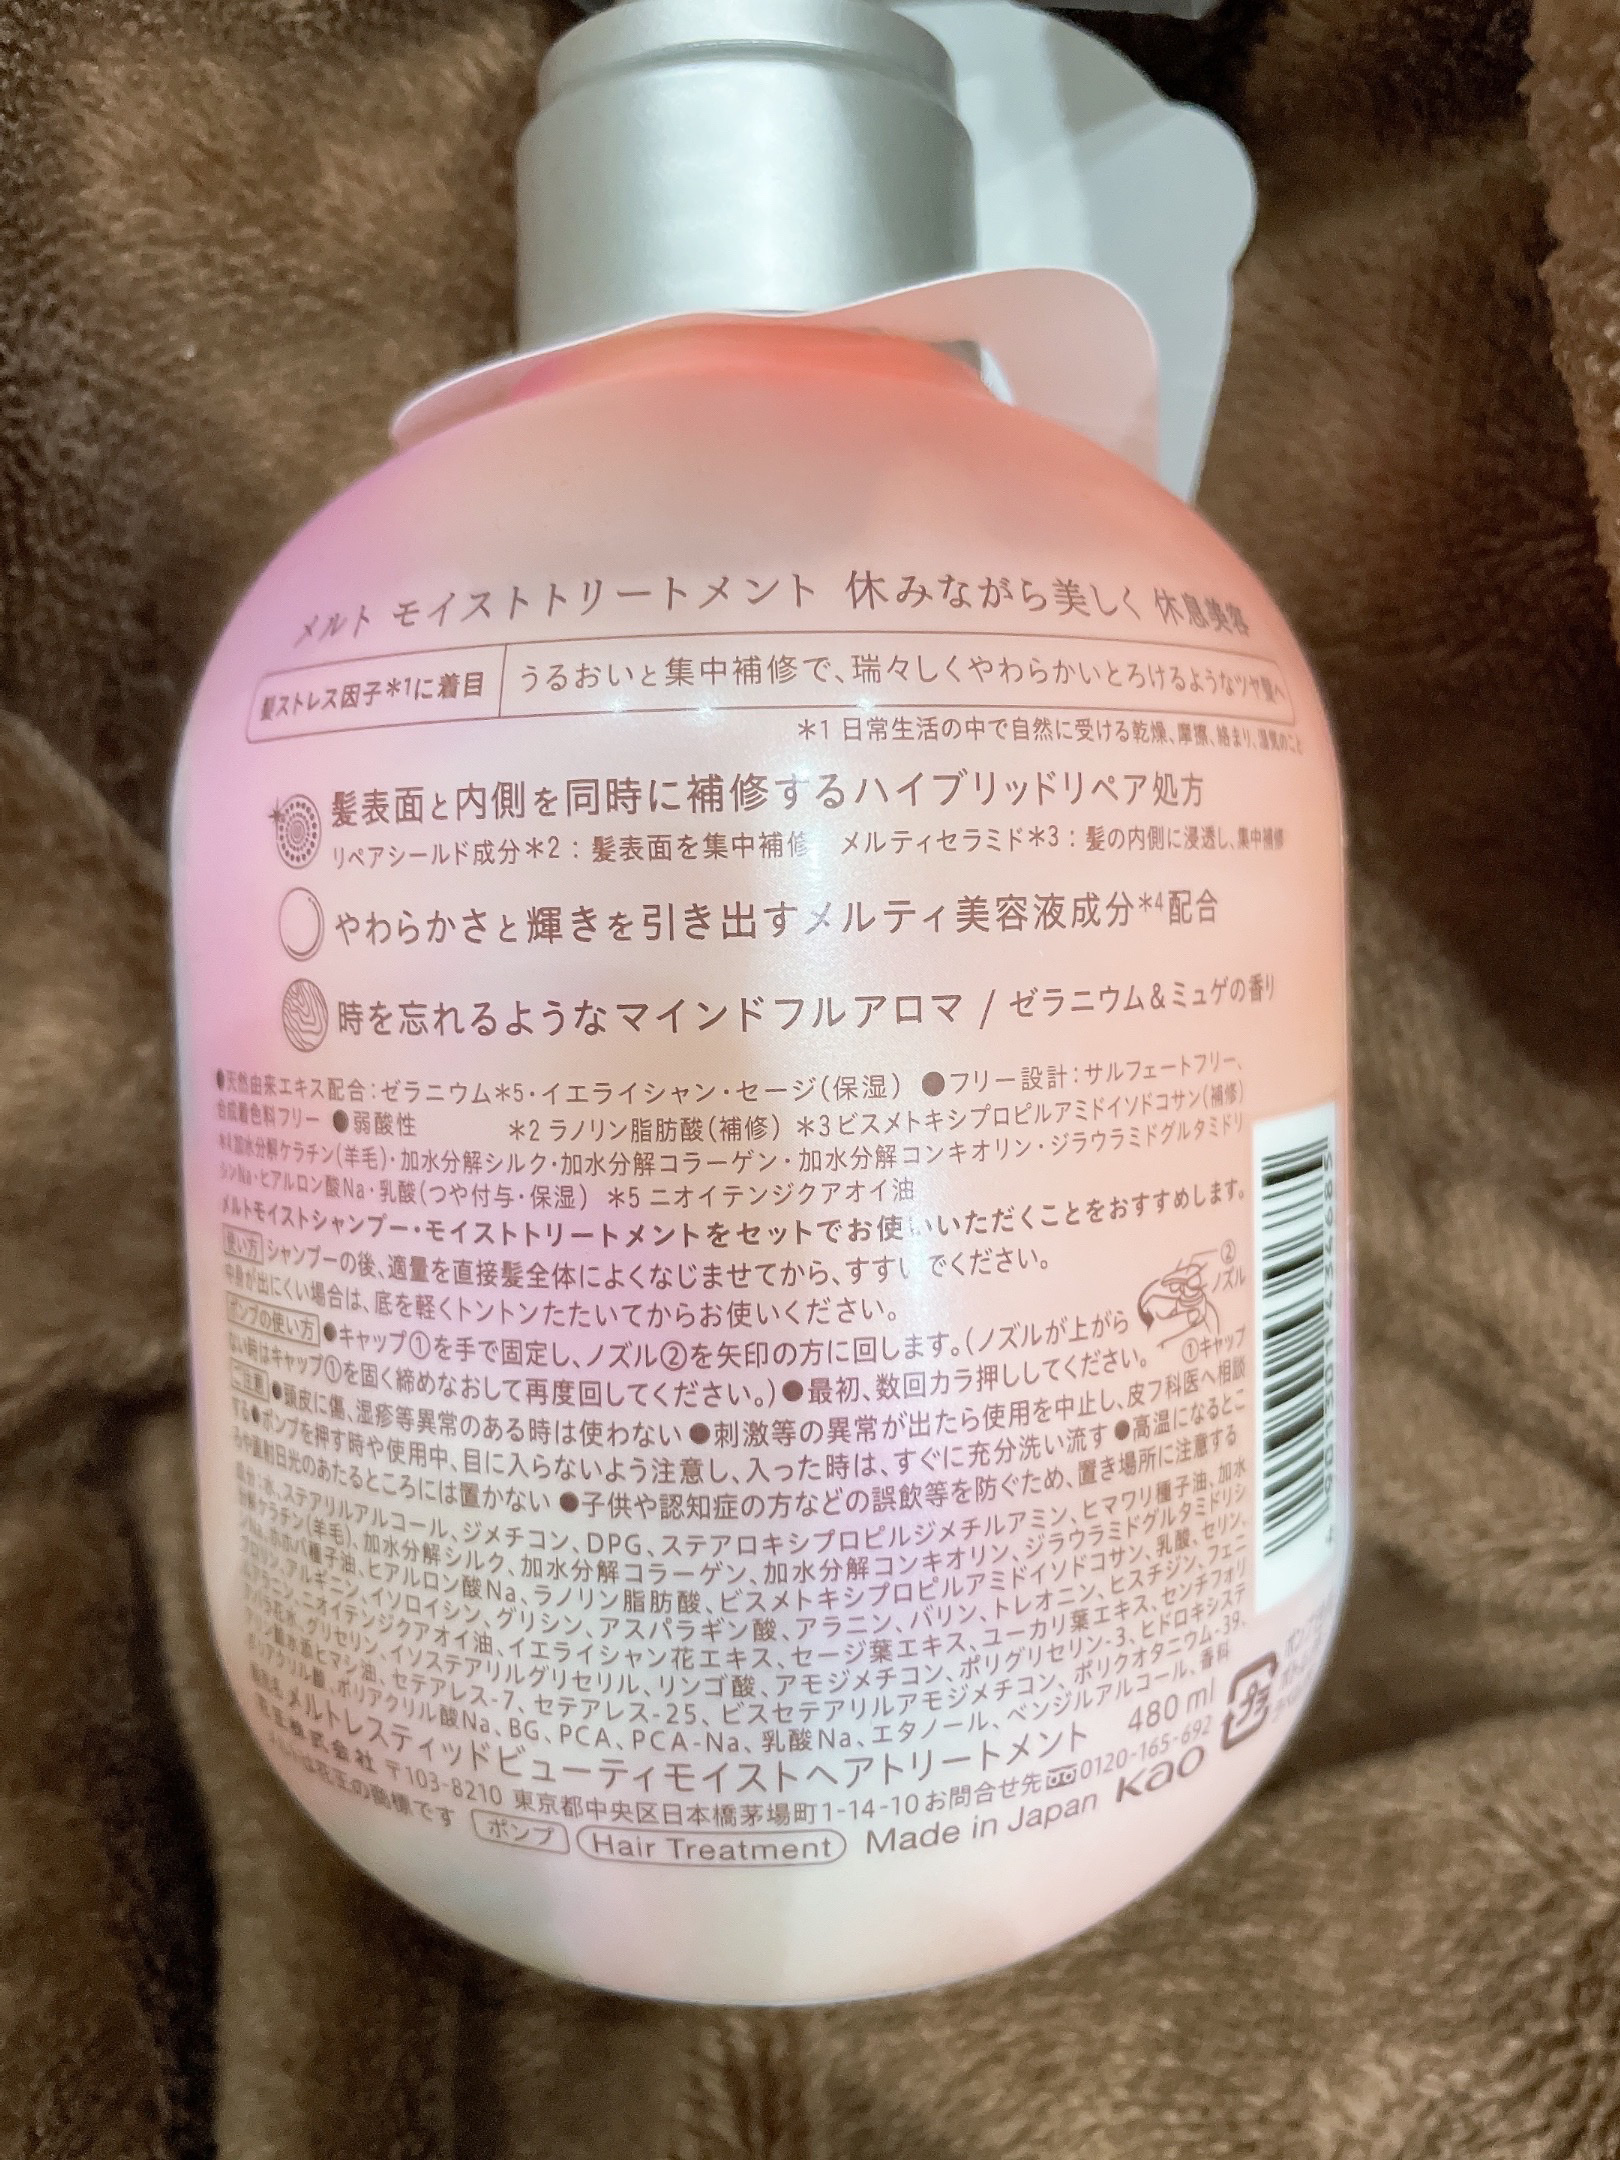 メルト モイストトリートメント 休みながら美しく 休息美容
髪ストレス因子*1に着目 うるおいと集中補修で、瑞々しくやわらかいとろけるようなツヤ髪へ
*1 日常生活の中で自然に受ける乾燥、摩擦、絡まり、湿気のこと
髪表面と内側を同時に補修するハイブリッドリペア処方
リペアシールド成分*2：髪表面を集中補修 メルティセラミド*3：髪の内側に浸透し、集中補修
やわらかさと輝きを引き出すメルティ美容液成分*4配合
時を忘れるようなマインドフルアロマ / ゼラニウム&ミュゲの香り
●天然由来エキス配合：ゼラニウム*5・イエライシャン・セージ(保湿) ●フリー設計：サルフェートフリー、
合成着色料フリー ●弱酸性 *2 ラノリン脂肪酸(補修) *3ビスメトキシプロピルアミドイソドコサン(補修)
*4加水分解ケラチン(羊毛)・加水分解シルク・加水分解コラーゲン・加水分解コンキオリン・ジラウラミドグルタミドリ
シンNa・ヒアルロン酸Na・乳酸(つや付与・保湿) *5 ニオイテンジクアオイ油
メルトモイストシャンプー・モイストトリートメントをセットでお使いいただくことをおすすめします。
使い方 シャンプーの後、適量を直接髪全体によくなじませてから、すすいでください。
中身が出にくい場合は、底を軽くトントンたたいてからお使いください。
ポンプの使い方 ●キャップ①を手で固定し、ノズル②を矢印の方に回します。(ノズルが上がら
ない時はキャップ①を固く締めなおして再度回してください。)●最初、数回カラ押ししてください。
②
ノズル
①キャップ
ご注意 ●頭皮に傷、湿疹等異常のある時は使わない ●刺激等の異常が出たら使用を中止し、皮フ科医へ相談
する●ポンプを押す時や使用中、目に入らないよう注意し、入った時は、すぐに充分洗い流す ●高温になるとこ
ろや直射日光のあたるところには置かない ●子供や認知症の方などの誤飲等を防ぐため、置き場所に注意する
成分：水、ステアリルアルコール、ジメチコン、DPG、ステアロキシプロピルジメチルアミン、ヒマワリ種子油、加水
分解ケラチン(羊毛)、加水分解シルク、加水分解コラーゲン、加水分解コンキオリン、ジラウラミドグルタミドリシ
ンNa、ホホバ種子油、ヒアルロン酸Na、ラノリン脂肪酸、ビスメトキシプロピルアミドイソドコサン、乳酸、セリン、
プロリン、アルギニン、イソロイシン、グリシン、アスパラギン酸、アラニン、バリン、トレオニン、ヒスチジン、フェニ
ルアラニン、ニオイテンジクアオイ油、イエライシャン花エキス、セージ葉エキス、ユーカリ葉エキス、センチフォリ
アバラ花水、グリセリン、イソステアリルグリセリル、リンゴ酸、アモジメチコン、ポリグリセリン-3、ヒドロキシステ
アリン酸水添ヒマシ油、セテアレス-7、セテアレス-25、ビスセテアリルアモジメチコン、ポリクオタニウム-39、
ポリアクリル酸、ポリアクリル酸Na、BG、PCA、PCA-Na、乳酸Na、エタノール、ベンジルアルコール、香料
販売名 メルトレスティッドビューティモイストヘアトリートメント 480 ml
花王株式会社 〒103-8210 東京都中央区日本橋茅場町1-14-10お問合せ先 0120-165-692
は花王の商標です ポンプ Hair Treatment Made in Japan kao
プラ